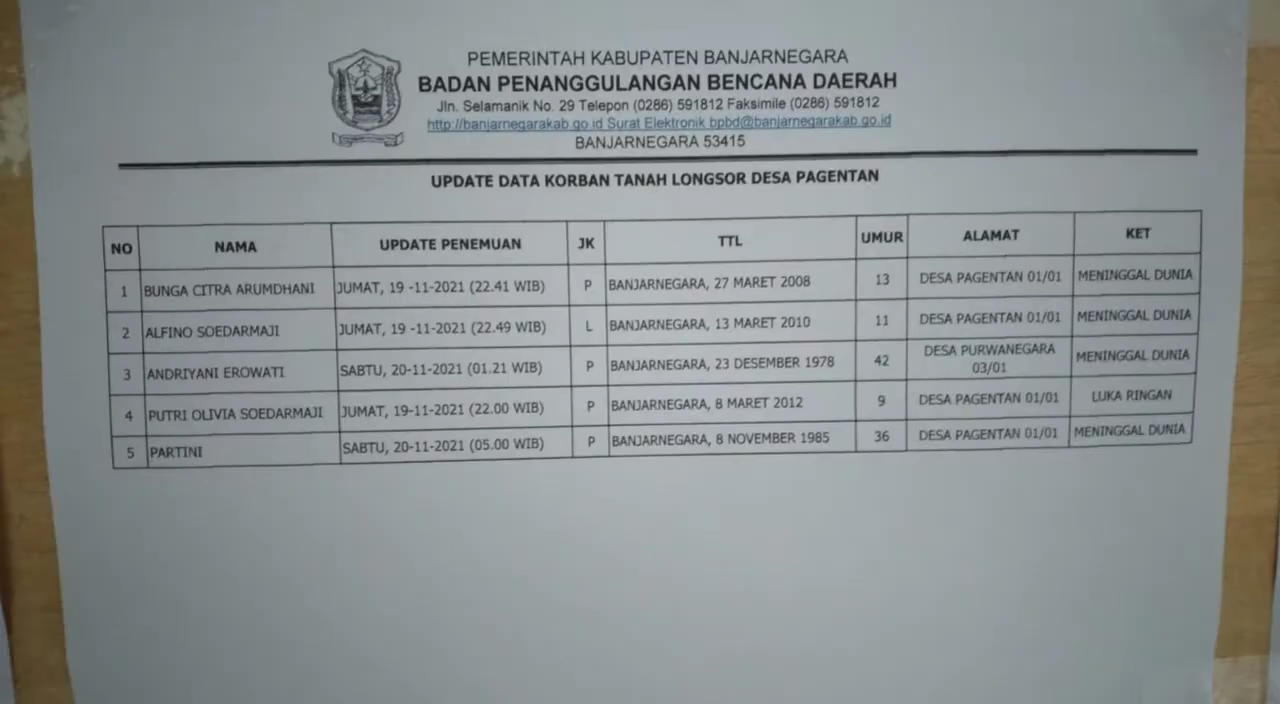 PEMERINTAH KABUPATEN BANJARNEGARA
BADAN PENANGGULANGAN BENCANA DAERAH
Jln. Selamanik No. 29 Telepon (0286) 591812 Faksimile (0286) 591812
http://banjarnegarakab.go.id Surat Elektronik bpbd@banjarnegarakab.go.id
BANJARNEGARA 53415
UPDATE DATA KORBAN TANAH LONGSOR DESA PAGENTAN
NO NAMA UPDATE PENEMUAN JK TTL UMUR ALAMAT KET
1 BUNGA CITRA ARUMDHANI JUMAT, 19 -11-2021 (22.41 WIB) P BANJARNEGARA, 27 MARET 2008 13 DESA PAGENTAN 01/01 MENINGGAL DUNIA
2 ALFINO SOEDARMAJI JUMAT, 19 -11-2021 (22.49 WIB) L BANJARNEGARA, 13 MARET 2010 11 DESA PAGENTAN 01/01 MENINGGAL DUNIA
3 ANDRIYANI EROWATI SABTU, 20-11-2021 (01.21 WIB) P BANJARNEGARA, 23 DESEMBER 1978 42 DESA PURWANEGARA 03/01 MENINGGAL DUNIA
4 PUTRI OLIVIA SOEDARMAJI JUMAT, 19-11-2021 (22.00 WIB) P BANJARNEGARA, 8 MARET 2012 9 DESA PAGENTAN 01/01 LUKA RINGAN
5 PARTINI SABTU, 20-11-2021 (05.00 WIB) P BANJARNEGARA, 8 NOVEMBER 1985 36 DESA PAGENTAN 01/01 MENINGGAL DUNIA